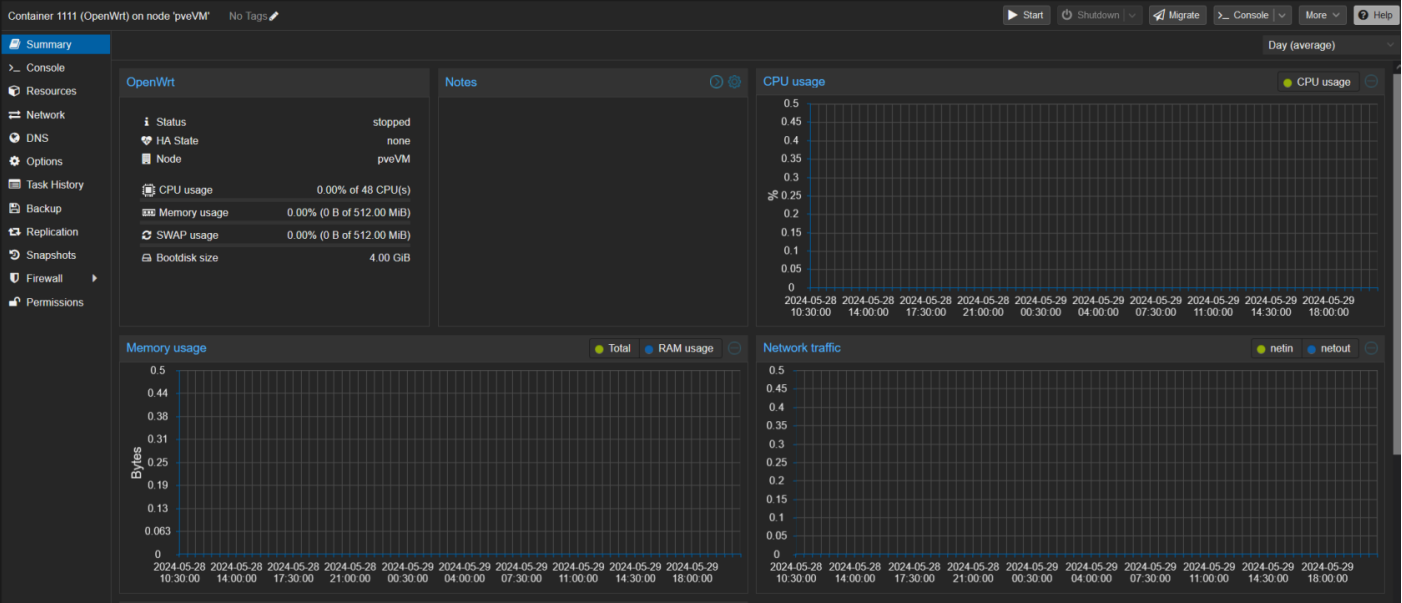 Container 1111 (OpenWrt) on node 'pveVM' No Tags Start Shutdown Migrate Console More Help
Summary
Console
Resources
Network
DNS
Options
Task History
Backup
Replication
Snapshots
Firewall
Permissions
Day (average)
OpenWrt
Status stopped
HA State none
Node pveVM
CPU usage 0.00% of 48 CPU(s)
Memory usage 0.00% (0 B of 512.00 MiB)
SWAP usage 0.00% (0 B of 512.00 MiB)
Bootdisk size 4.00 GiB
Notes
CPU usage CPU usage
0.5
0.45
0.4
0.35
0.3
0.25
0.2
0.15
0.1
0.05
0
%
2024-05-28 2024-05-28 2024-05-28 2024-05-28 2024-05-29 2024-05-29 2024-05-29 2024-05-29 2024-05-29 2024-05-29
10:30:00 14:00:00 17:30:00 21:00:00 00:30:00 04:00:00 07:30:00 11:00:00 14:30:00 18:00:00
Memory usage Total RAM usage
0.5
0.44
0.38
0.31
0.25
0.19
0.13
0.063
0
Bytes
2024-05-28 2024-05-28 2024-05-28 2024-05-28 2024-05-29 2024-05-29 2024-05-29 2024-05-29 2024-05-29 2024-05-29
10:30:00 14:00:00 17:30:00 21:00:00 00:30:00 04:00:00 07:30:00 11:00:00 14:30:00 18:00:00
Network traffic netin netout
0.5
0.45
0.4
0.35
0.3
0.25
0.2
0.15
0.1
0.05
0
2024-05-28 2024-05-28 2024-05-28 2024-05-28 2024-05-29 2024-05-29 2024-05-29 2024-05-29 2024-05-29 2024-05-29
10:30:00 14:00:00 17:30:00 21:00:00 00:30:00 04:00:00 07:30:00 11:00:00 14:30:00 18:00:00